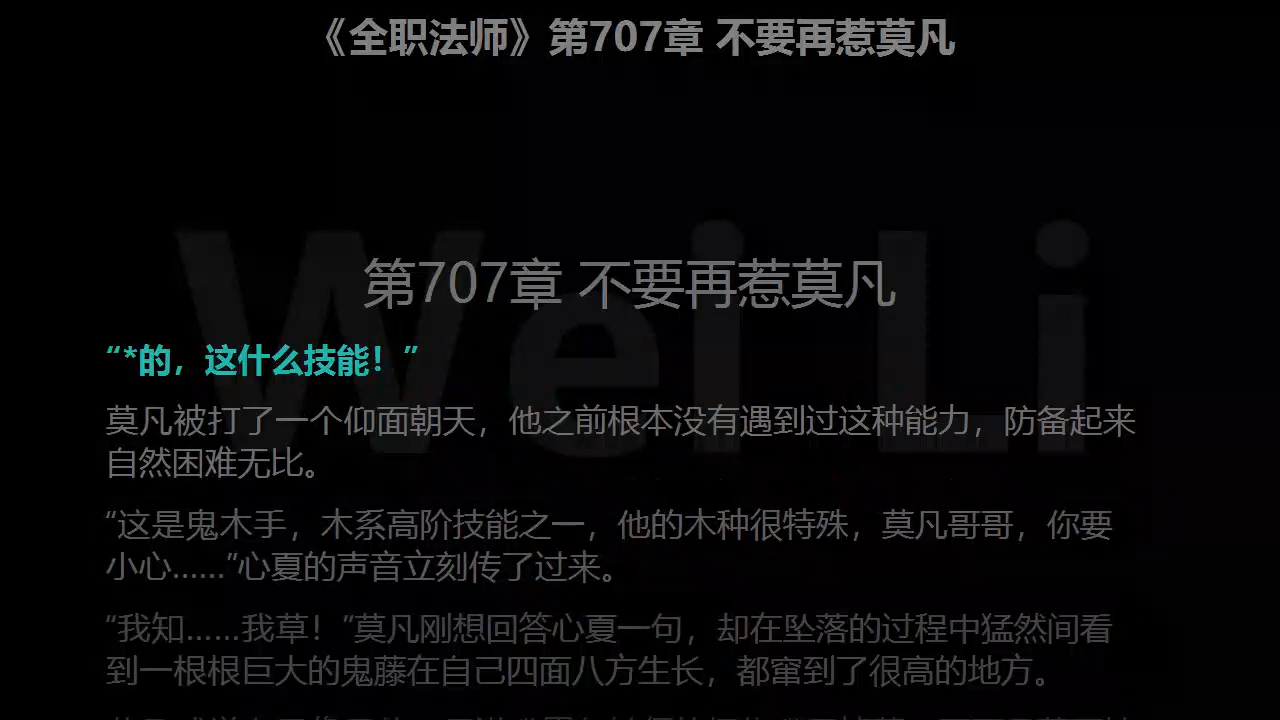 《全职法师》第707章 不要再惹莫凡
Wei Li
第707章 不要再惹莫凡
“*的，这什么技能！”
莫凡被打了一个仰面朝天，他之前根本没有遇到过这种能力，防备起来
自然困难无比。
“这是鬼木手，木系高阶技能之一，他的木种很特殊，莫凡哥哥，你要
小心……”心夏的声音立刻传了过来。
“我知……我草！”莫凡刚想回答心夏一句，却在坠落的过程中猛然间看
到一根根巨大的鬼藤在自己四面八方生长，都窜到了很高的地方。